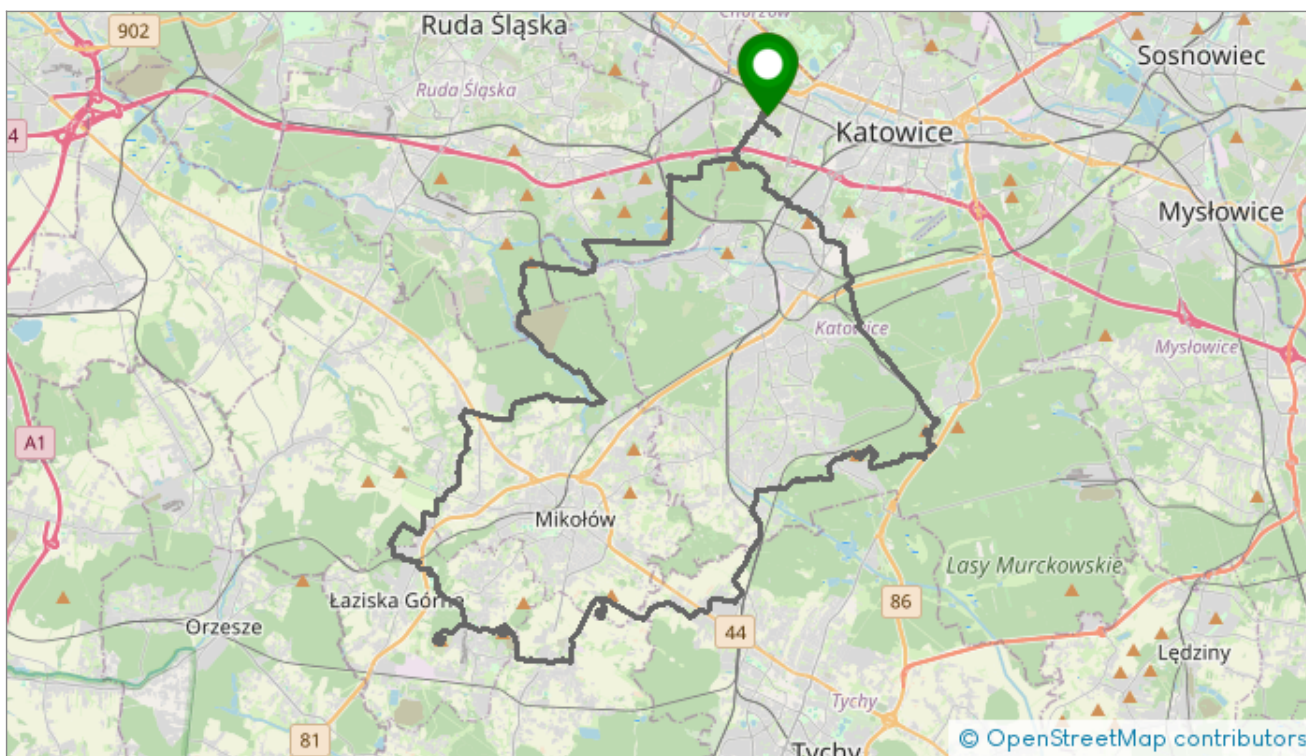 902
Ruda Śląska
Chorzów
Sosnowiec
Ruda Śląska
4
Katowice
Mysłowice
Katowice
Mysłowice
A1
Mikołów
Lasy Murckowskie
Łaziska Górne
86
Orzesze
44
Lędziny
Tychy
81
Tychy
© OpenStreetMap contributors